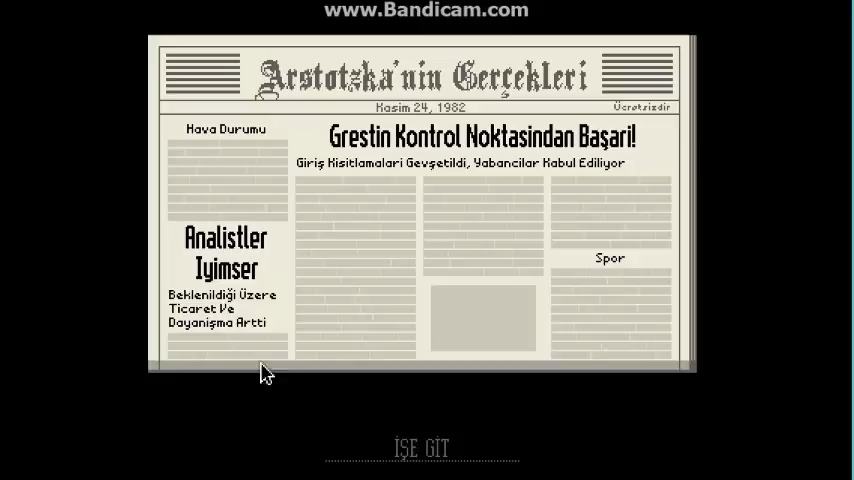 www.Bandicam.com
Arstotzka'nin Gerçekleri
Kasim 24, 1982
Ücretsizdir
Hava Durumu
Grestin Kontrol Noktasindan Başari!
Giriş Kisitlamalari Gevşetildi, Yabancilar Kabul Ediliyor
Analistler
Iyimser
Beklenildiği Üzere
Ticaret Ve
Dayanişma Artti
Spor
İŞE GİT